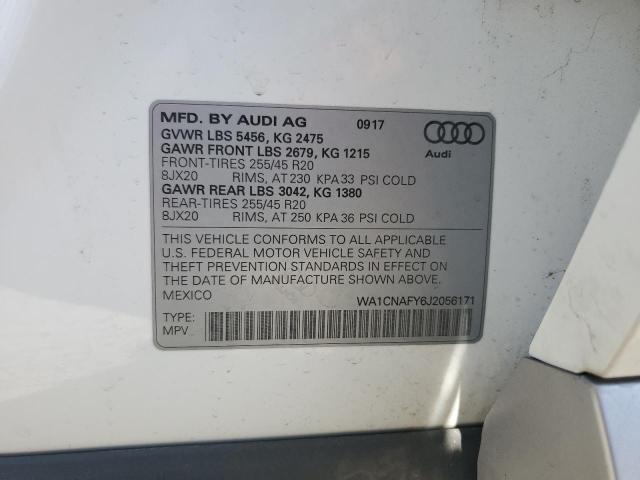 MFD. BY AUDI AG 0917
GVWR LBS 5456, KG 2475
GAWR FRONT LBS 2679, KG 1215
FRONT-TIRES 255/45 R20
8JX20 RIMS, AT 230 KPA 33 PSI COLD
GAWR REAR LBS 3042, KG 1380
REAR-TIRES 255/45 R20
8JX20 RIMS, AT 250 KPA 36 PSI COLD
Audi
THIS VEHICLE CONFORMS TO ALL APPLICABLE
U.S. FEDERAL MOTOR VEHICLE SAFETY AND
THEFT PREVENTION STANDARDS IN EFFECT ON
THE DATE OF MANUFACTURE SHOWN ABOVE.
MEXICO WA1CNAFY6J2056171
TYPE:
MPV